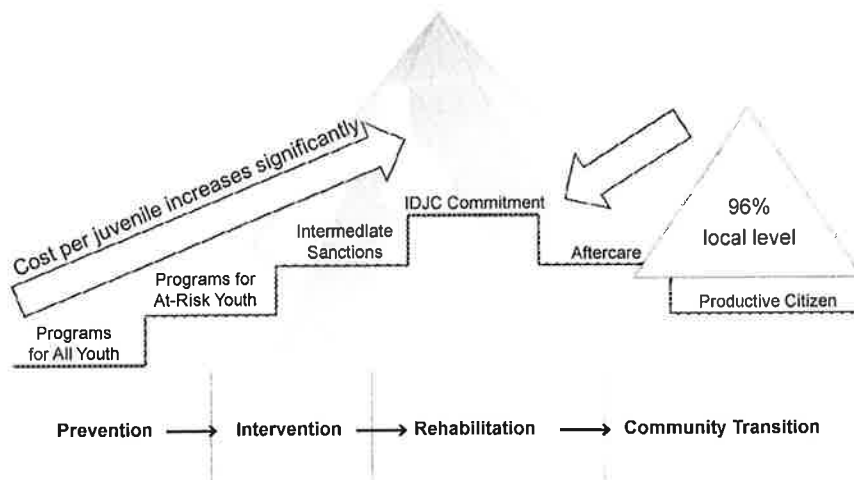 Cost per juvenile increases significantly
IDJC Commitment
96%
local level
Intermediate
Sanctions
Aftercare
Programs for
At-Risk Youth
Productive Citizen
Programs
for All Youth
Prevention
Intervention
Rehabilitation
Community Transition